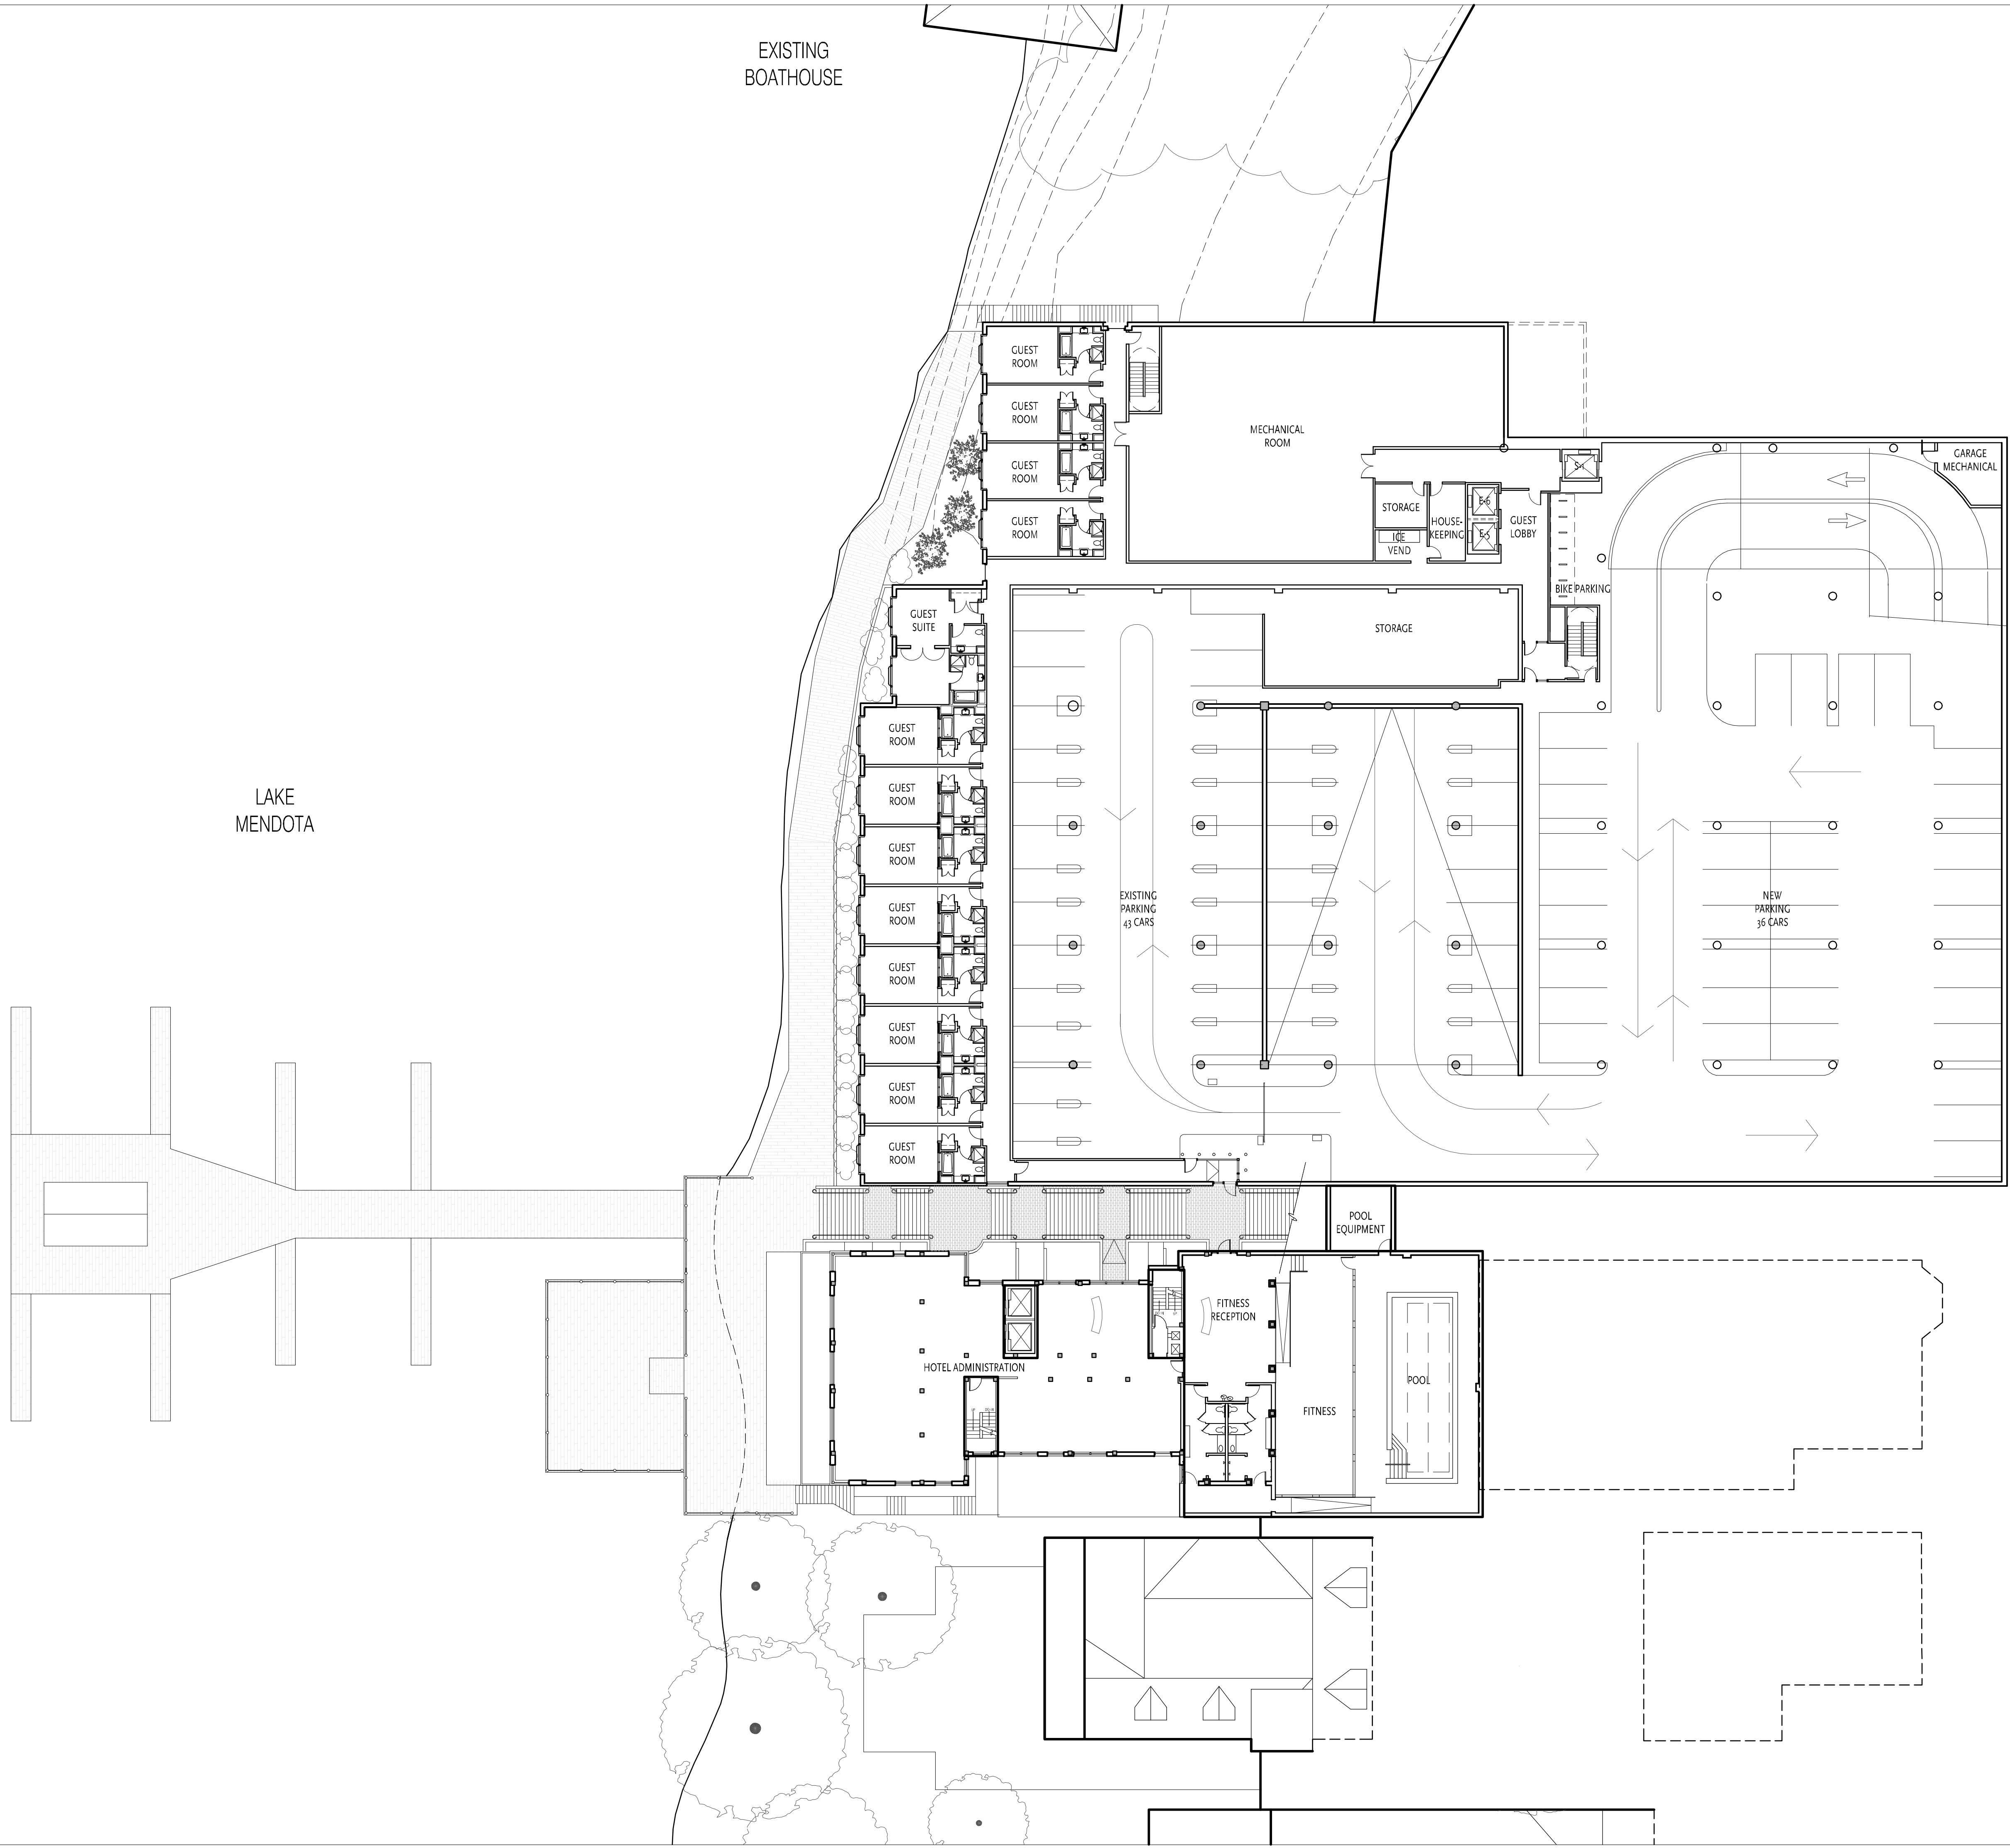 EXISTING
BOATHOUSE
GUEST
ROOM
GUEST
ROOM
GUEST
ROOM
GUEST
ROOM
MECHANICAL
ROOM
GARAGE
MECHANICAL
S-1
STORAGE
HOUSE-
KEEPING
E-6
E-5
GUEST
LOBBY
ICE
VEND
BIKE PARKING
GUEST
SUITE
STORAGE
GUEST
ROOM
GUEST
ROOM
GUEST
ROOM
GUEST
ROOM
GUEST
ROOM
GUEST
ROOM
GUEST
ROOM
GUEST
ROOM
LAKE
MENDOTA
EXISTING
PARKING
43 CARS
NEW
PARKING
36 CARS
POOL
EQUIPMENT
FITNESS
RECEPTION
HOTEL ADMINISTRATION
POOL
FITNESS